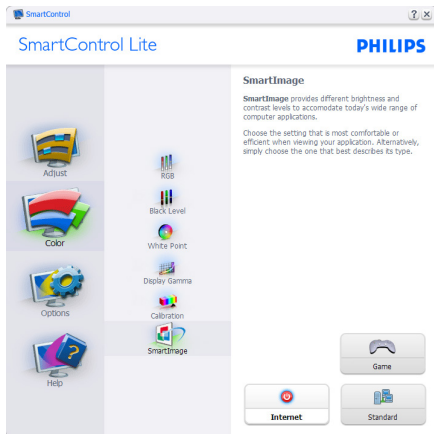 SmartControl
SmartControl Lite
PHILIPS
Adjust
Color
Options
Help
RGB
Black Level
White Point
Display Gamma
Calibration
SmartImage
SmartImage
SmartImage provides different brightness and
contrast levels to accomodate today's wide range of
computer applications.
Choose the setting that is most comfortable or
efficient when viewing your application. Alternatively,
simply choose the one that best describes its type.
Game
Internet
Standard